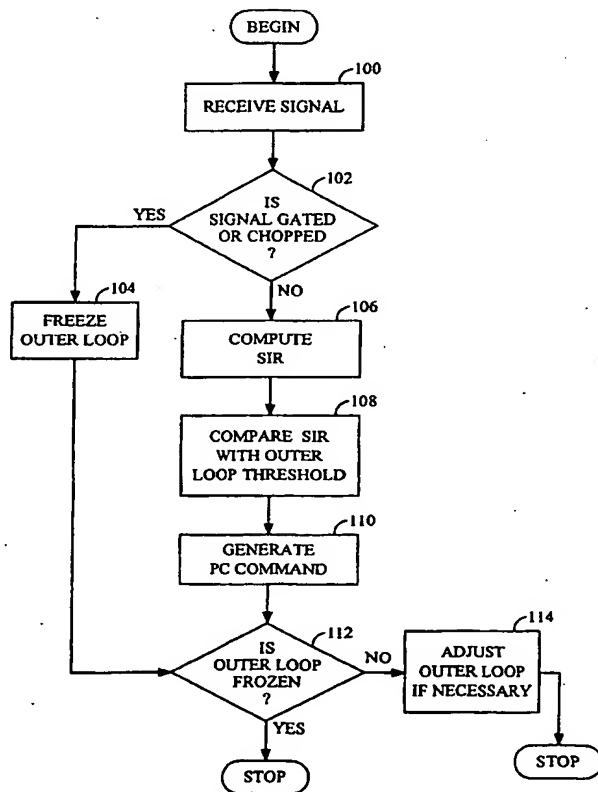 BEGIN
100
RECEIVE SIGNAL
102
IS
SIGNAL GATED
OR CHOPPED
?
YES
NO
104
FREEZE
OUTER LOOP
106
COMPUTE
SIR
108
COMPARE SIR
WITH OUTER
LOOP THRESHOLD
110
GENERATE
PC COMMAND
112
IS
OUTER LOOP
FROZEN
?
NO
YES
114
ADJUST
OUTER LOOP
IF NECESSARY
STOP
STOP